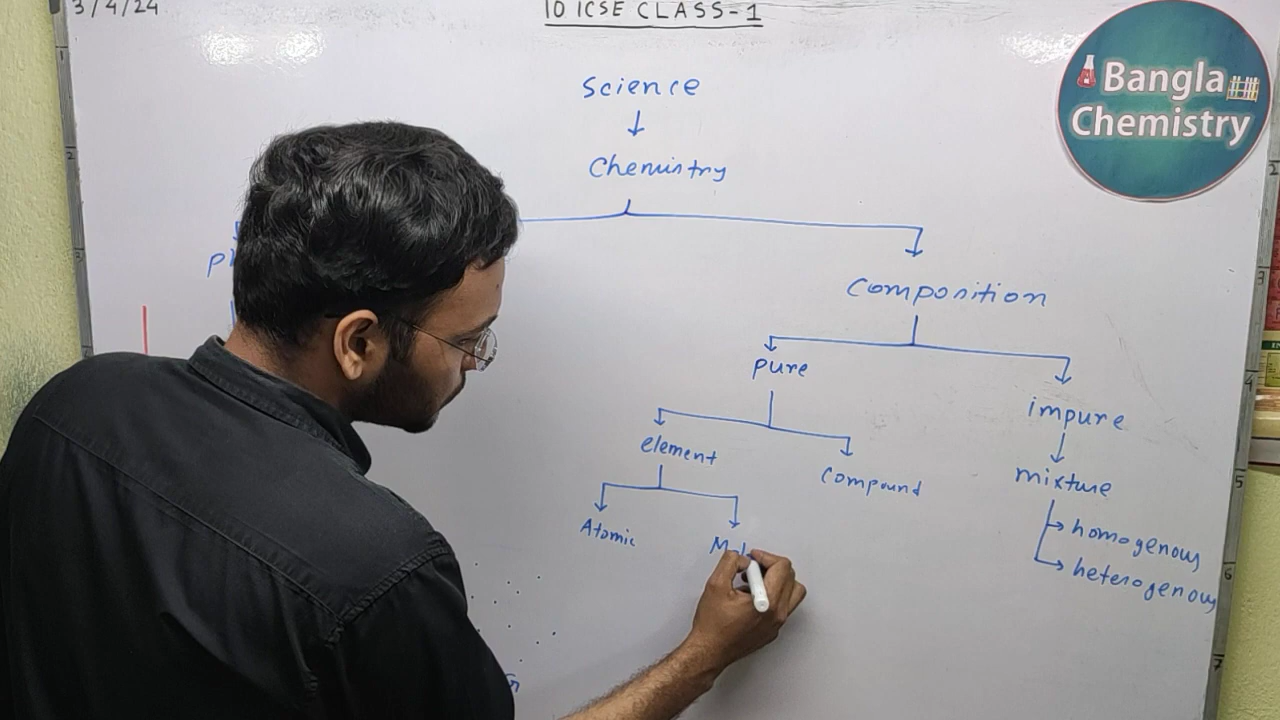 3/4/24
10 ICSE CLASS-1
Bangla
Chemistry
Science
Chemistry
Composition
pure
impure
element
compound
mixture
Atomic
homogenous
heterogenous